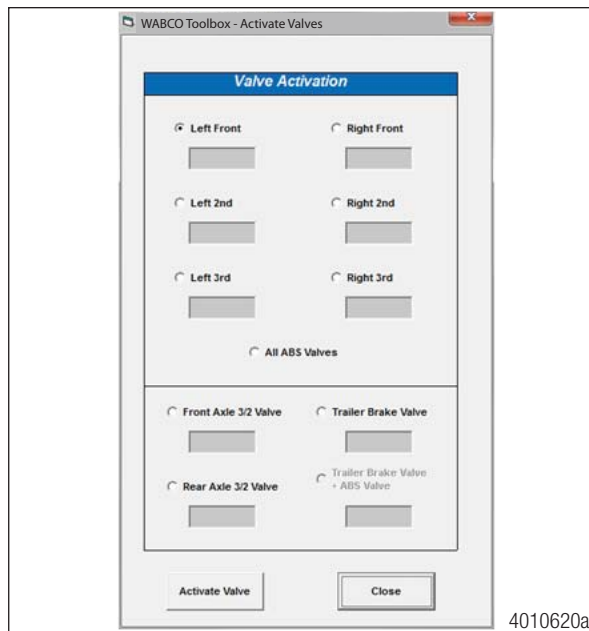 WABCO Toolbox - Activate Valves
Valve Activation
Left Front
Right Front
Left 2nd
Right 2nd
Left 3rd
Right 3rd
All ABS Valves
Front Axle 3/2 Valve
Trailer Brake Valve
Rear Axle 3/2 Valve
Trailer Brake Valve
+ ABS Valve
Activate Valve
Close
4010620a